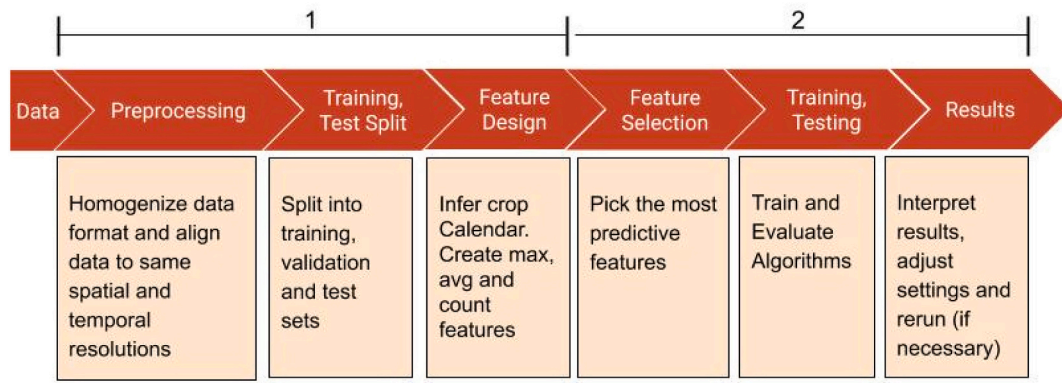 1
2
Data
Preprocessing
Training,
Test Split
Feature
Design
Feature
Selection
Training,
Testing
Results
Homogenize data
format and align
data to same
spatial and
temporal
resolutions
Split into
training,
validation
and test
sets
Infer crop
Calendar.
Create max,
avg and
count
features
Pick the most
predictive
features
Train and
Evaluate
Algorithms
Interpret
results,
adjust
settings and
rerun (if
necessary)